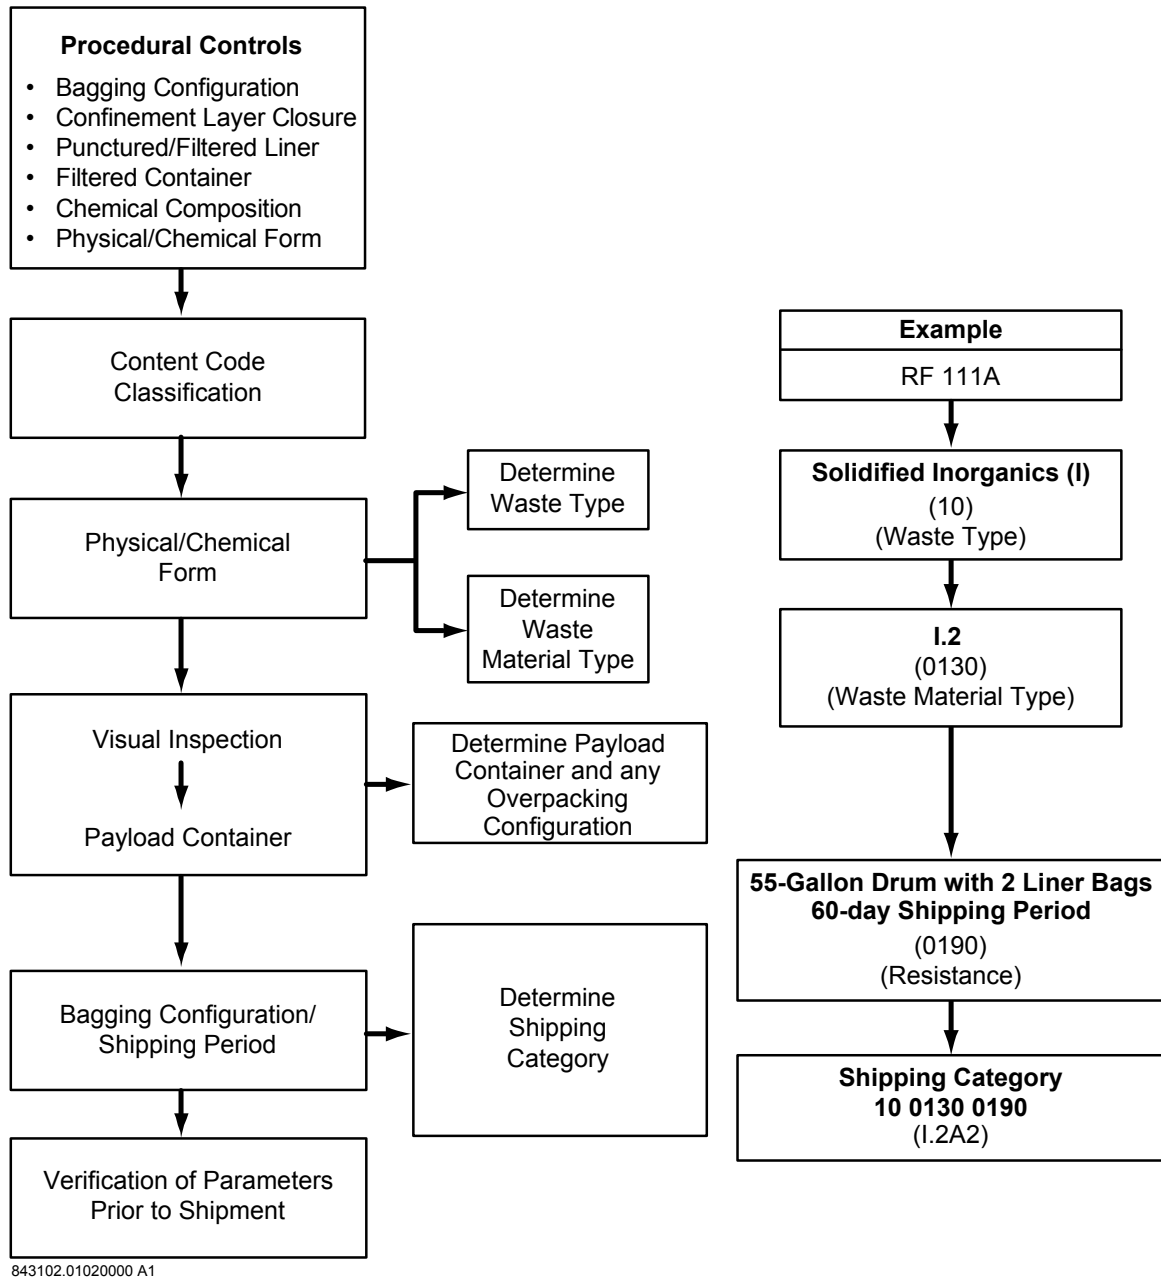 Procedural Controls
• Bagging Configuration
• Confinement Layer Closure
• Punctured/Filtered Liner
• Filtered Container
• Chemical Composition
• Physical/Chemical Form
Content Code
Classification
Physical/Chemical
Form
Determine
Waste Type
Determine
Waste
Material Type
Visual Inspection
Payload Container
Determine Payload
Container and any
Overpacking
Configuration
Bagging Configuration/
Shipping Period
Determine
Shipping
Category
Verification of Parameters
Prior to Shipment
Example
RF 111A
Solidified Inorganics (I)
(10)
(Waste Type)
I.2
(0130)
(Waste Material Type)
55-Gallon Drum with 2 Liner Bags
60-day Shipping Period
(0190)
(Resistance)
Shipping Category
10 0130 0190
(I.2A2)
843102.01020000 A1